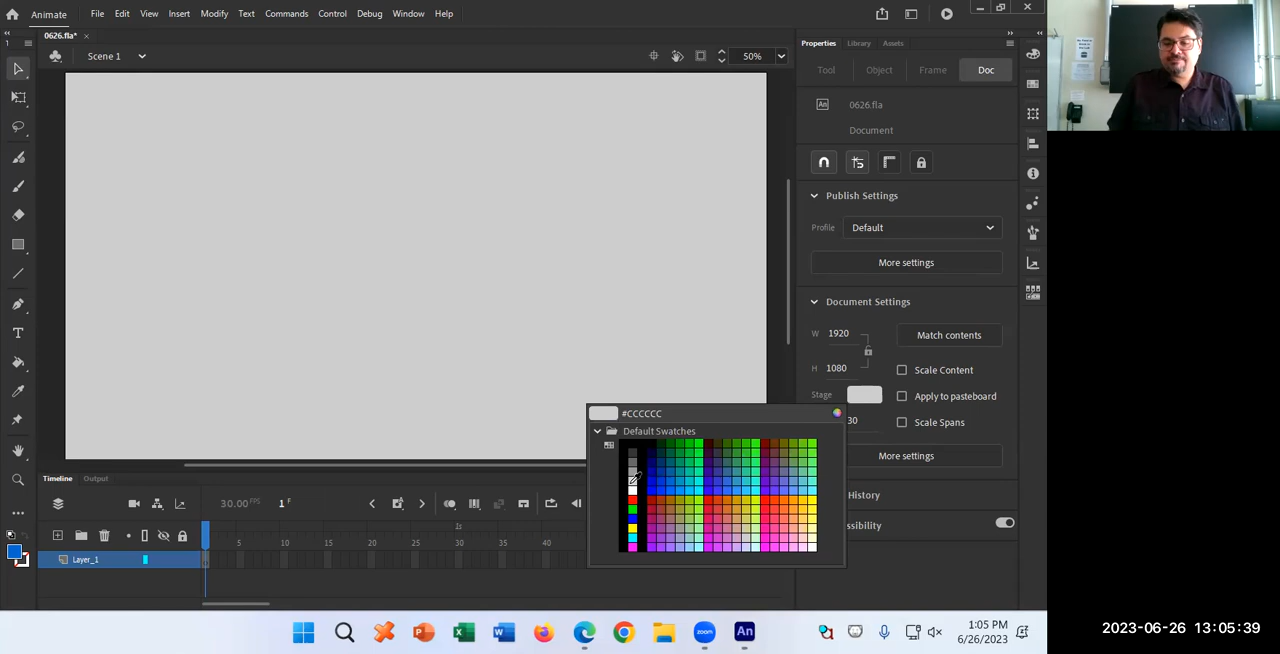 Animate File Edit View Insert Modify Text Commands Control Debug Window Help
0626.fla*
Scene 1
50%
Properties Library Assets
Tool Object Frame Doc
An 0626.fla
Document
Publish Settings
Profile Default
More settings
Document Settings
W 1920 Match contents
H 1080 Scale Content
Stage Apply to pasteboard
30 Scale Spans
More settings
History
ssibility
#CCCCCC
Default Swatches
Timeline Output
30.00 FPS 1 F
1s
5 10 15 20 25 30 35 40
Layer_1
zoom
An
1:05 PM
6/26/2023
2023-06-26 13:05:39